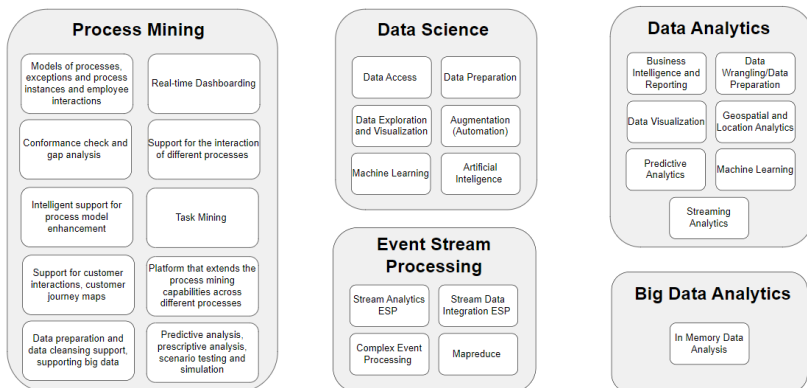 Process Mining
Models of processes,
exceptions and process
instances and employee
interactions
Real-time Dashboarding
Conformance check and
gap analysis
Support for the interaction
of different processes
Intelligent support for
process model
enhancement
Task Mining
Support for customer
interactions, customer
journey maps
Platform that extends the
process mining
capabilities across
different processes
Data preparation and
data cleansing support,
supporting big data
Predictive analysis,
prescriptive analysis,
scenario testing and
simulation
Data Science
Data Access
Data Preparation
Data Exploration
and Visualization
Augmentation
(Automation)
Machine Learning
Artificial
Inteligence
Event Stream
Processing
Stream Analytics
ESP
Stream Data
Integration ESP
Complex Event
Processing
Mapreduce
Data Analytics
Business
Intelligence and
Reporting
Data
Wrangling/Data
Preparation
Data Visualization
Geospatial and
Location Analytics
Predictive
Analytics
Machine Learning
Streaming
Analytics
Big Data Analytics
In Memory Data
Analysis